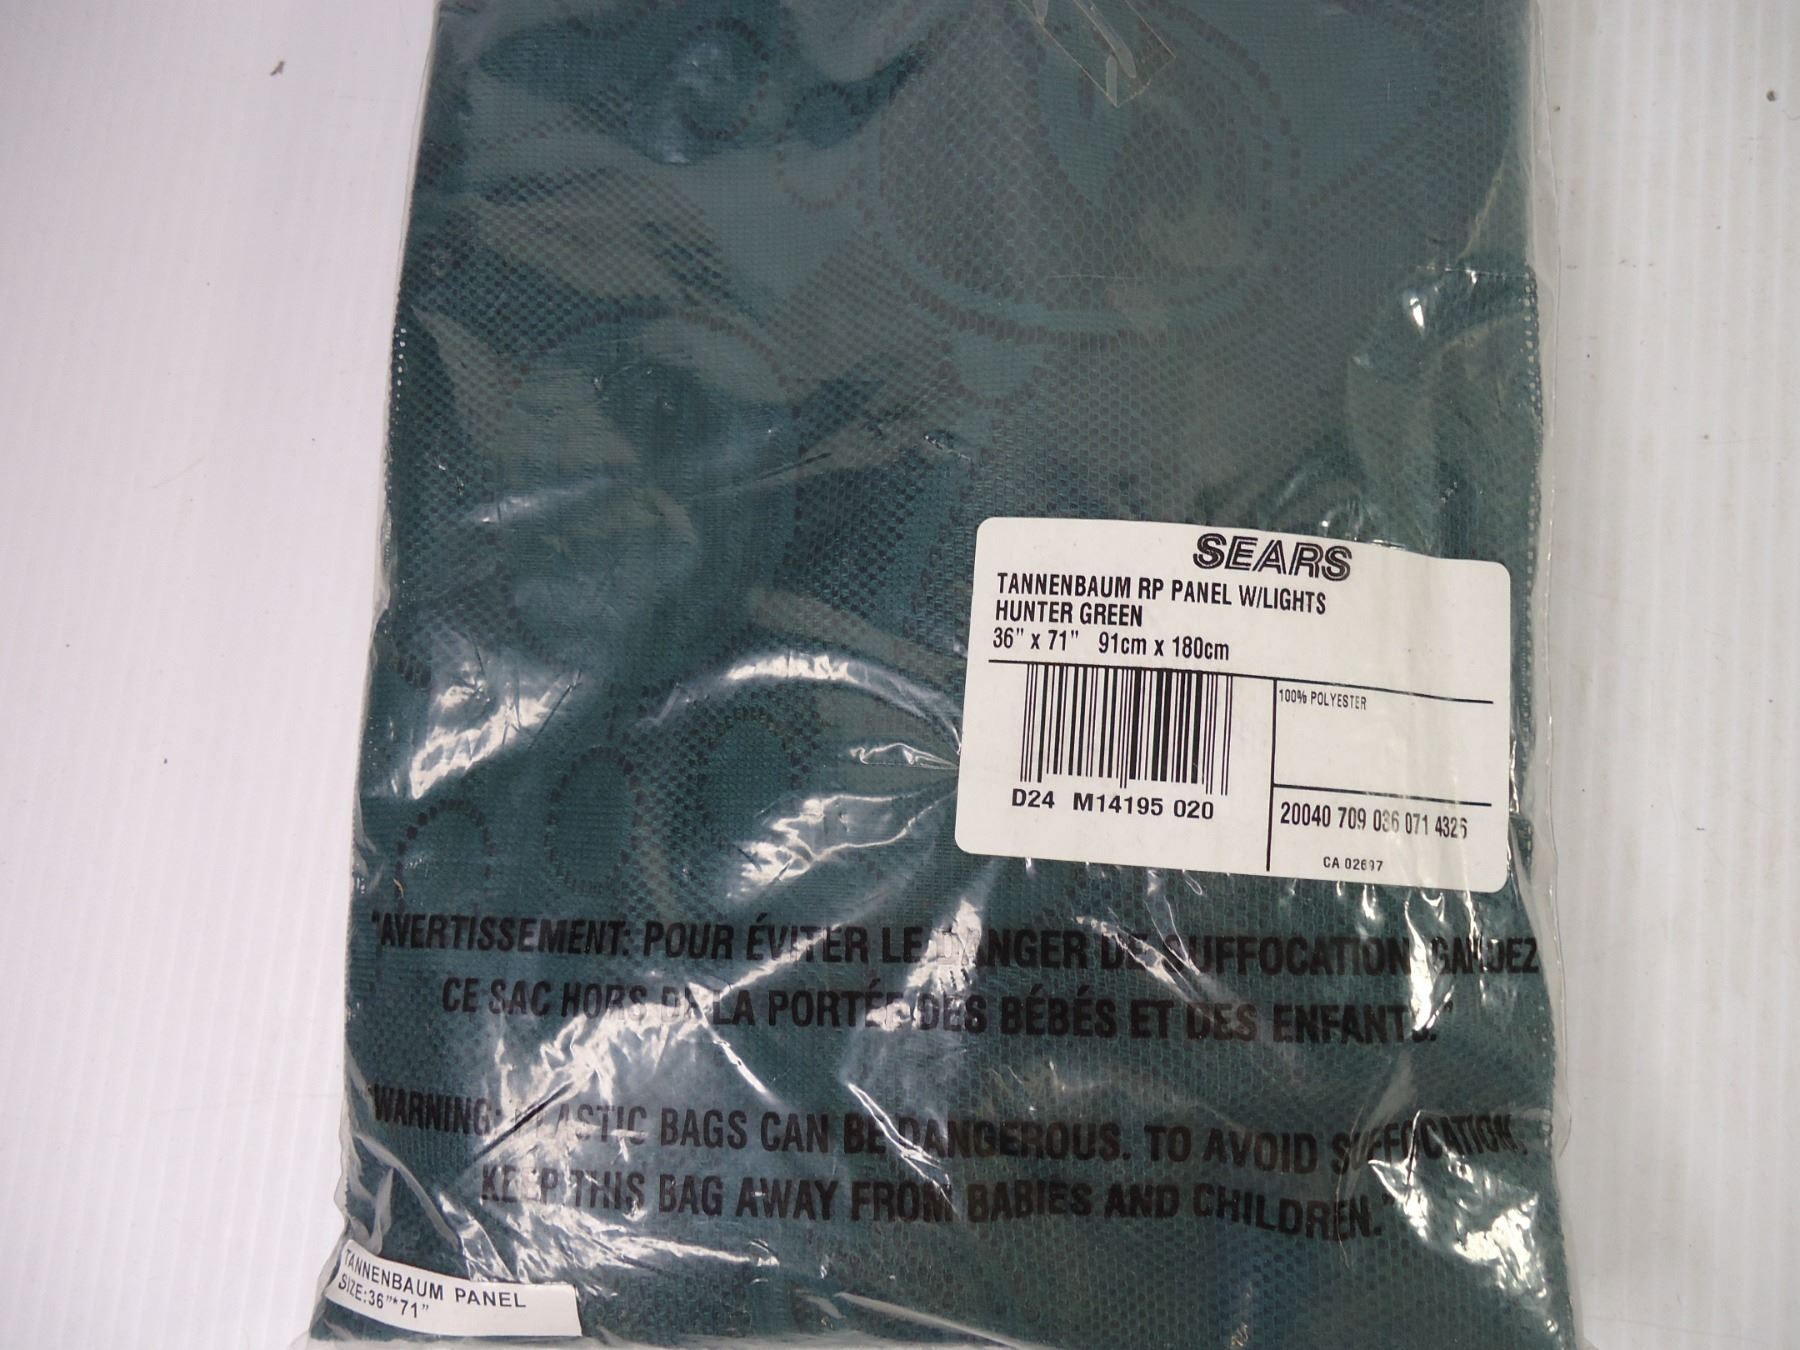 SEARS
TANNENBAUM RP PANEL W/LIGHTS
HUNTER GREEN
36" x 71" 91cm x 180cm
100% POLYESTER
D24 M14195 020
20040 709 036 071 4326
CA 02697
"AVERTISSEMENT: POUR ÉVITER LE DANGER DE SUFFOCATION, GARDEZ
CE SAC HORS DE LA PORTÉE DES BÉBÉS ET DES ENFANTS."
"WARNING: PLASTIC BAGS CAN BE DANGEROUS. TO AVOID SUFFOCATION,
KEEP THIS BAG AWAY FROM BABIES AND CHILDREN."
TANNENBAUM PANEL
SIZE:36"*71"